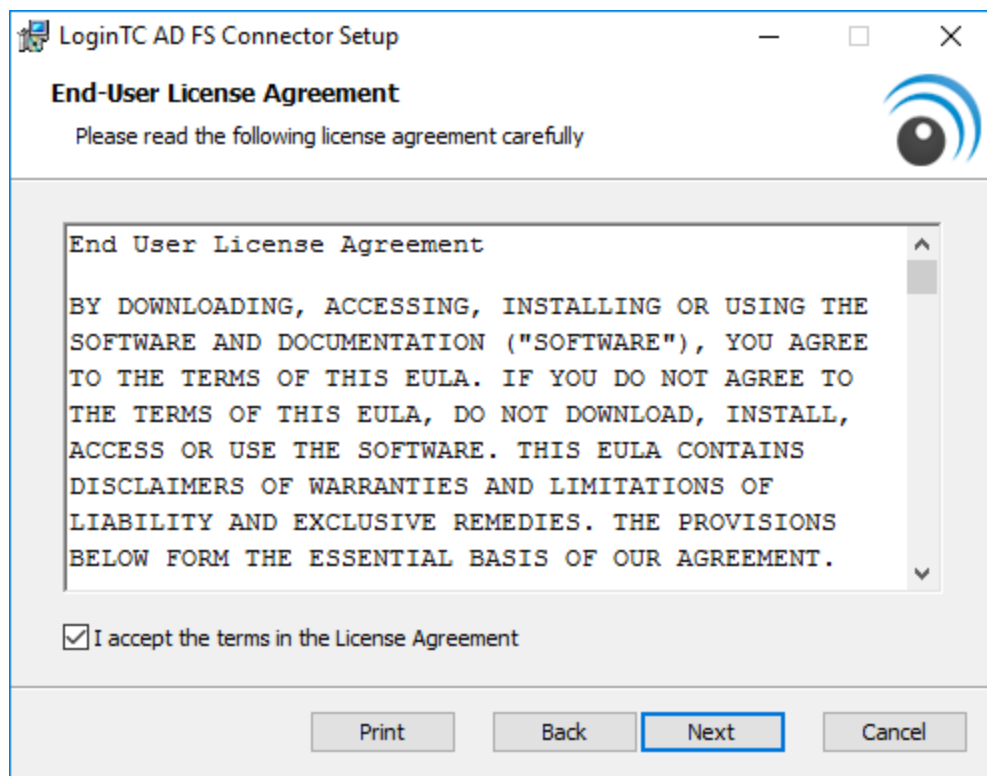 LoginTC AD FS Connector Setup
End-User License Agreement
Please read the following license agreement carefully
End User License Agreement
BY DOWNLOADING, ACCESSING, INSTALLING OR USING THE
SOFTWARE AND DOCUMENTATION ("SOFTWARE"), YOU AGREE
TO THE TERMS OF THIS EULA. IF YOU DO NOT AGREE TO
THE TERMS OF THIS EULA, DO NOT DOWNLOAD, INSTALL,
ACCESS OR USE THE SOFTWARE. THIS EULA CONTAINS
DISCLAIMERS OF WARRANTIES AND LIMITATIONS OF
LIABILITY AND EXCLUSIVE REMEDIES. THE PROVISIONS
BELOW FORM THE ESSENTIAL BASIS OF OUR AGREEMENT.
I accept the terms in the License Agreement
Print Back Next Cancel